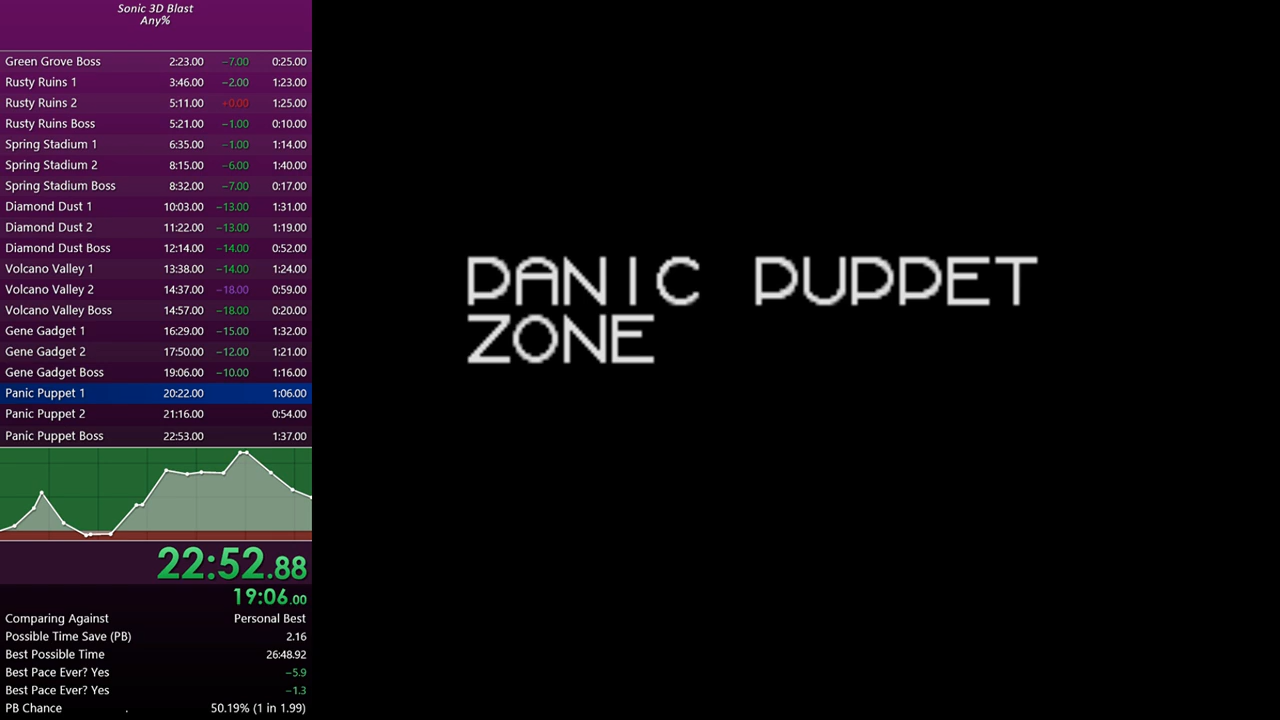 Sonic 3D Blast
Any%
Green Grove Boss 2:23.00 −7.00 0:25.00
Rusty Ruins 1 3:46.00 −2.00 1:23.00
Rusty Ruins 2 5:11.00 +0.00 1:25.00
Rusty Ruins Boss 5:21.00 −1.00 0:10.00
Spring Stadium 1 6:35.00 −1.00 1:14.00
Spring Stadium 2 8:15.00 −6.00 1:40.00
Spring Stadium Boss 8:32.00 −7.00 0:17.00
Diamond Dust 1 10:03.00 −13.00 1:31.00
Diamond Dust 2 11:22.00 −13.00 1:19.00
Diamond Dust Boss 12:14.00 −14.00 0:52.00
Volcano Valley 1 13:38.00 −14.00 1:24.00
Volcano Valley 2 14:37.00 −18.00 0:59.00
Volcano Valley Boss 14:57.00 −18.00 0:20.00
Gene Gadget 1 16:29.00 −15.00 1:32.00
Gene Gadget 2 17:50.00 −12.00 1:21.00
Gene Gadget Boss 19:06.00 −10.00 1:16.00
Panic Puppet 1 20:22.00 1:06.00
Panic Puppet 2 21:16.00 0:54.00
Panic Puppet Boss 22:53.00 1:37.00
22:52.88
19:06.00
Comparing Against Personal Best
Possible Time Save (PB) 2.16
Best Possible Time 26:48.92
Best Pace Ever? Yes −5.9
Best Pace Ever? Yes −1.3
PB Chance . 50.19% (1 in 1.99)
PANIC PUPPET
ZONE